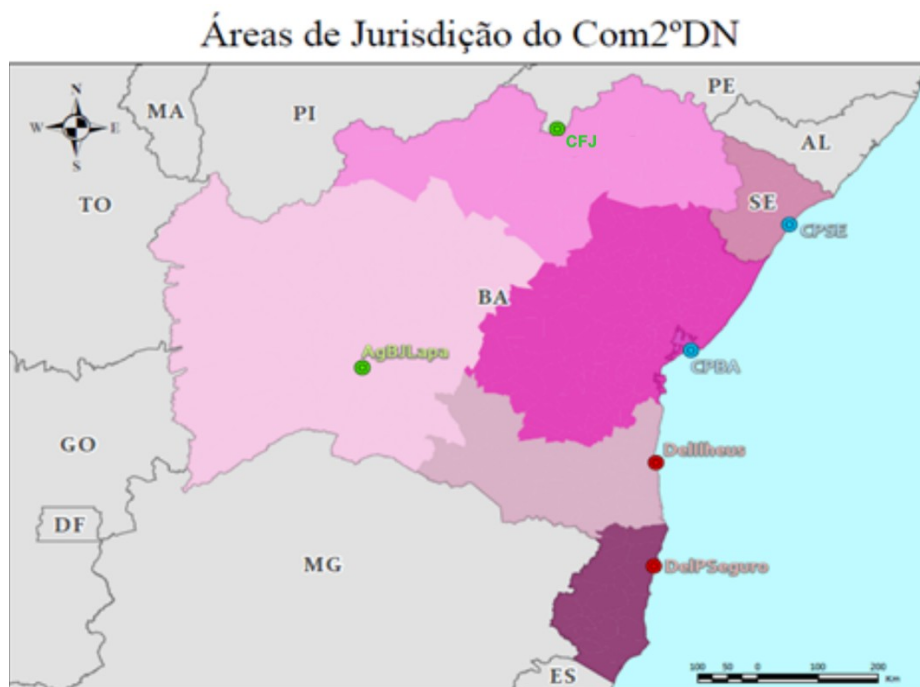 Áreas de Jurisdição do Com2ºDN
N
W E
S
MA
PI
PE
AL
TO
CFJ
SE
CPSE
BA
AgBJLapa
CPBA
GO
DelIlheus
DF
MG
DelPSeguro
ES
100 50 0 100 200
Km